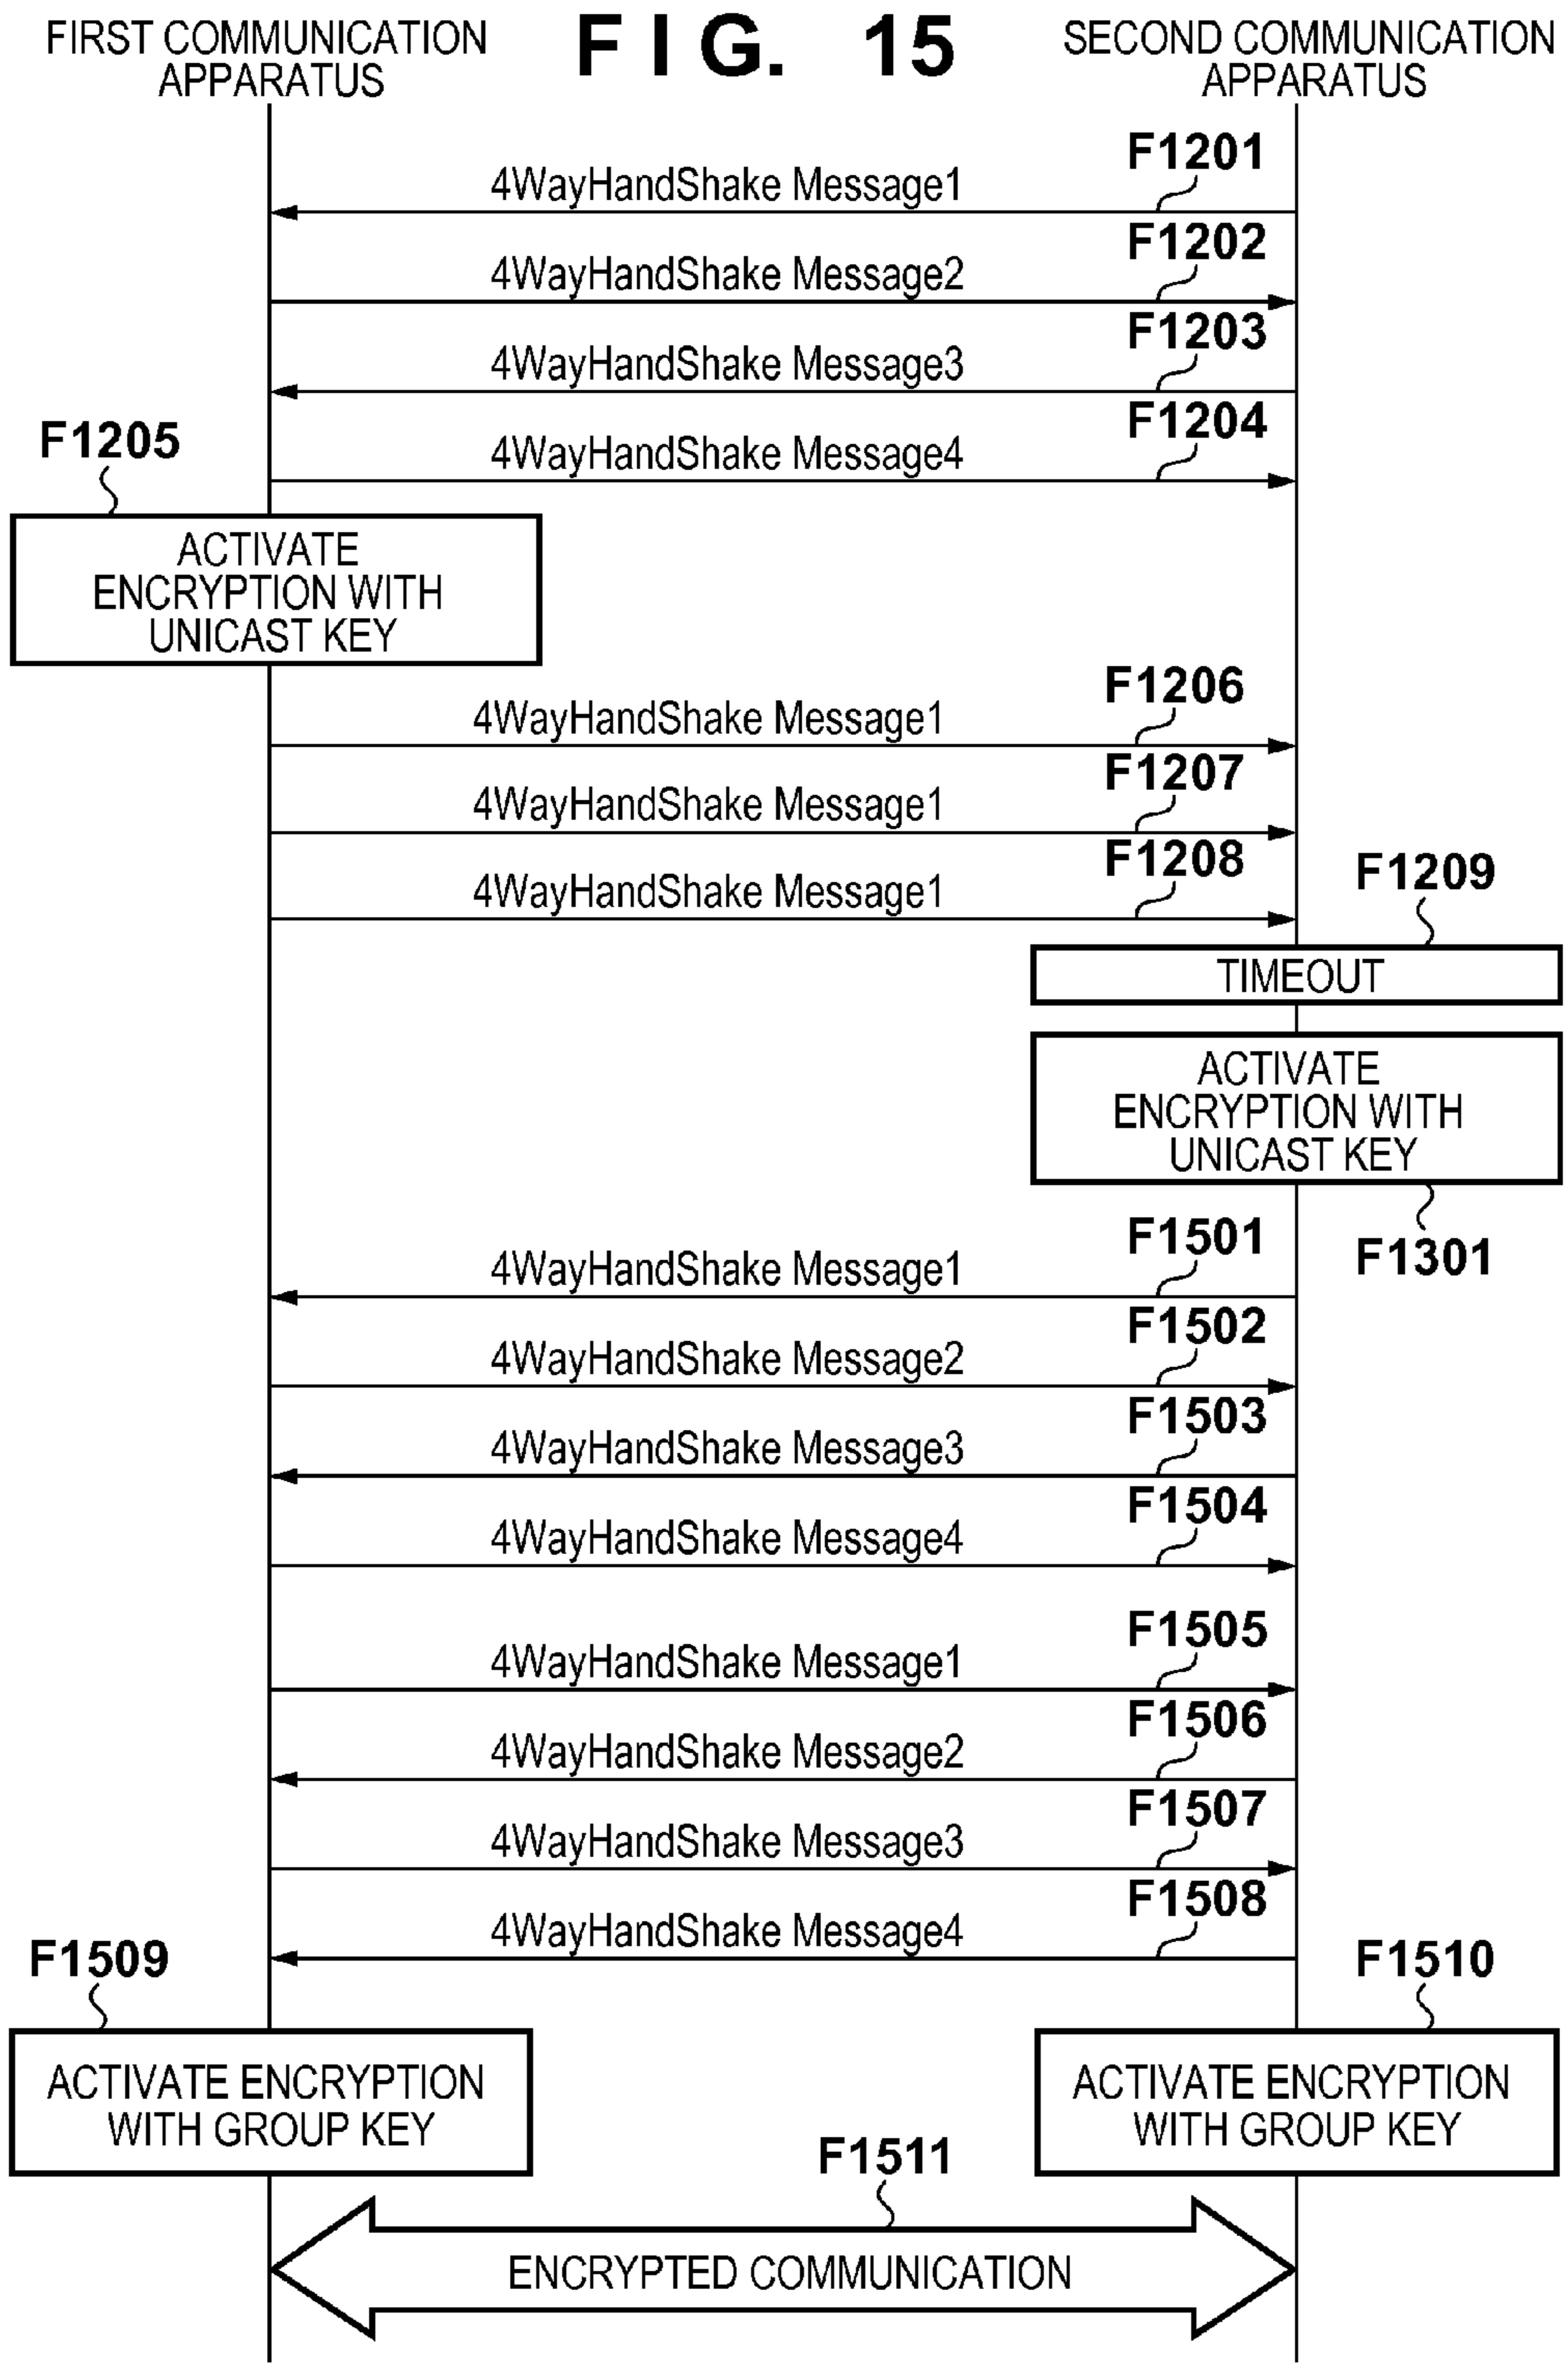 FIG. 15
FIRST COMMUNICATION
APPARATUS
SECOND COMMUNICATION
APPARATUS
F1201
4WayHandShake Message1
F1202
4WayHandShake Message2
F1203
4WayHandShake Message3
F1204
4WayHandShake Message4
F1205
ACTIVATE
ENCRYPTION WITH
UNICAST KEY
F1206
4WayHandShake Message1
F1207
4WayHandShake Message1
F1208
4WayHandShake Message1
F1209
TIMEOUT
ACTIVATE
ENCRYPTION WITH
UNICAST KEY
F1301
F1501
4WayHandShake Message1
F1502
4WayHandShake Message2
F1503
4WayHandShake Message3
F1504
4WayHandShake Message4
F1505
4WayHandShake Message1
F1506
4WayHandShake Message2
F1507
4WayHandShake Message3
F1508
4WayHandShake Message4
F1509
ACTIVATE ENCRYPTION
WITH GROUP KEY
F1510
ACTIVATE ENCRYPTION
WITH GROUP KEY
F1511
ENCRYPTED COMMUNICATION